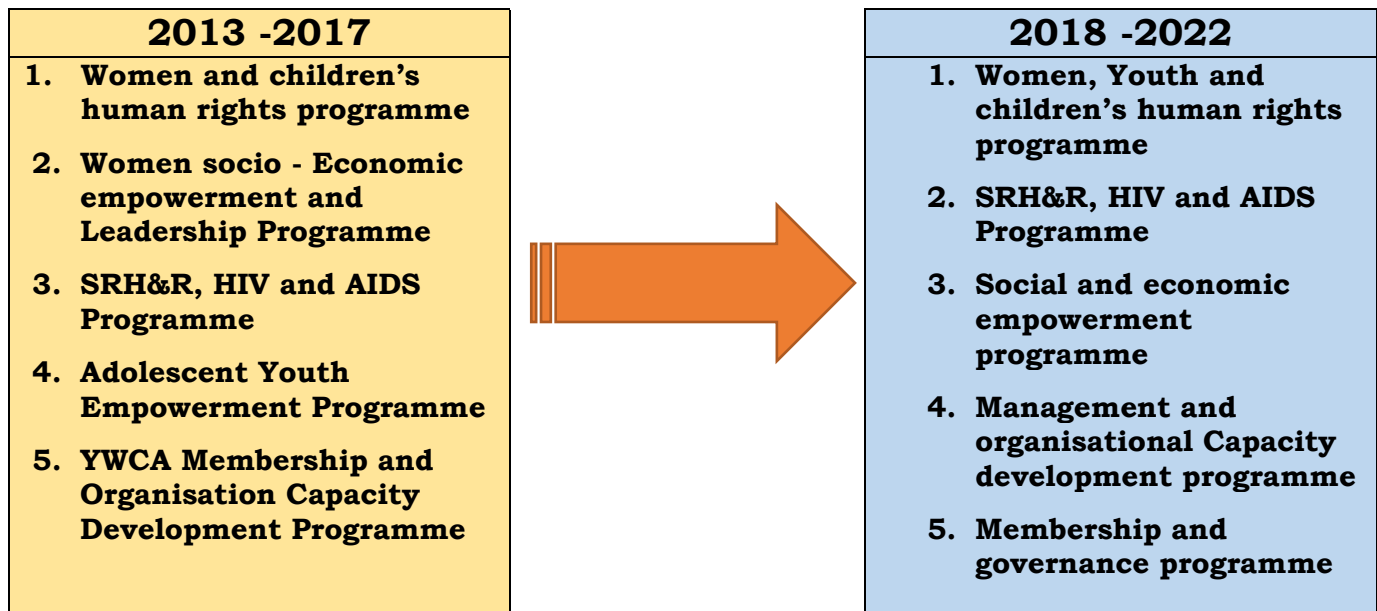 2013 -2017
1. Women and children’s
human rights programme
2. Women socio - Economic
empowerment and
Leadership Programme
3. SRH&R, HIV and AIDS
Programme
4. Adolescent Youth
Empowerment Programme
5. YWCA Membership and
Organisation Capacity
Development Programme
2018 -2022
1. Women, Youth and
children’s human rights
programme
2. SRH&R, HIV and AIDS
Programme
3. Social and economic
empowerment
programme
4. Management and
organisational Capacity
development programme
5. Membership and
governance programme